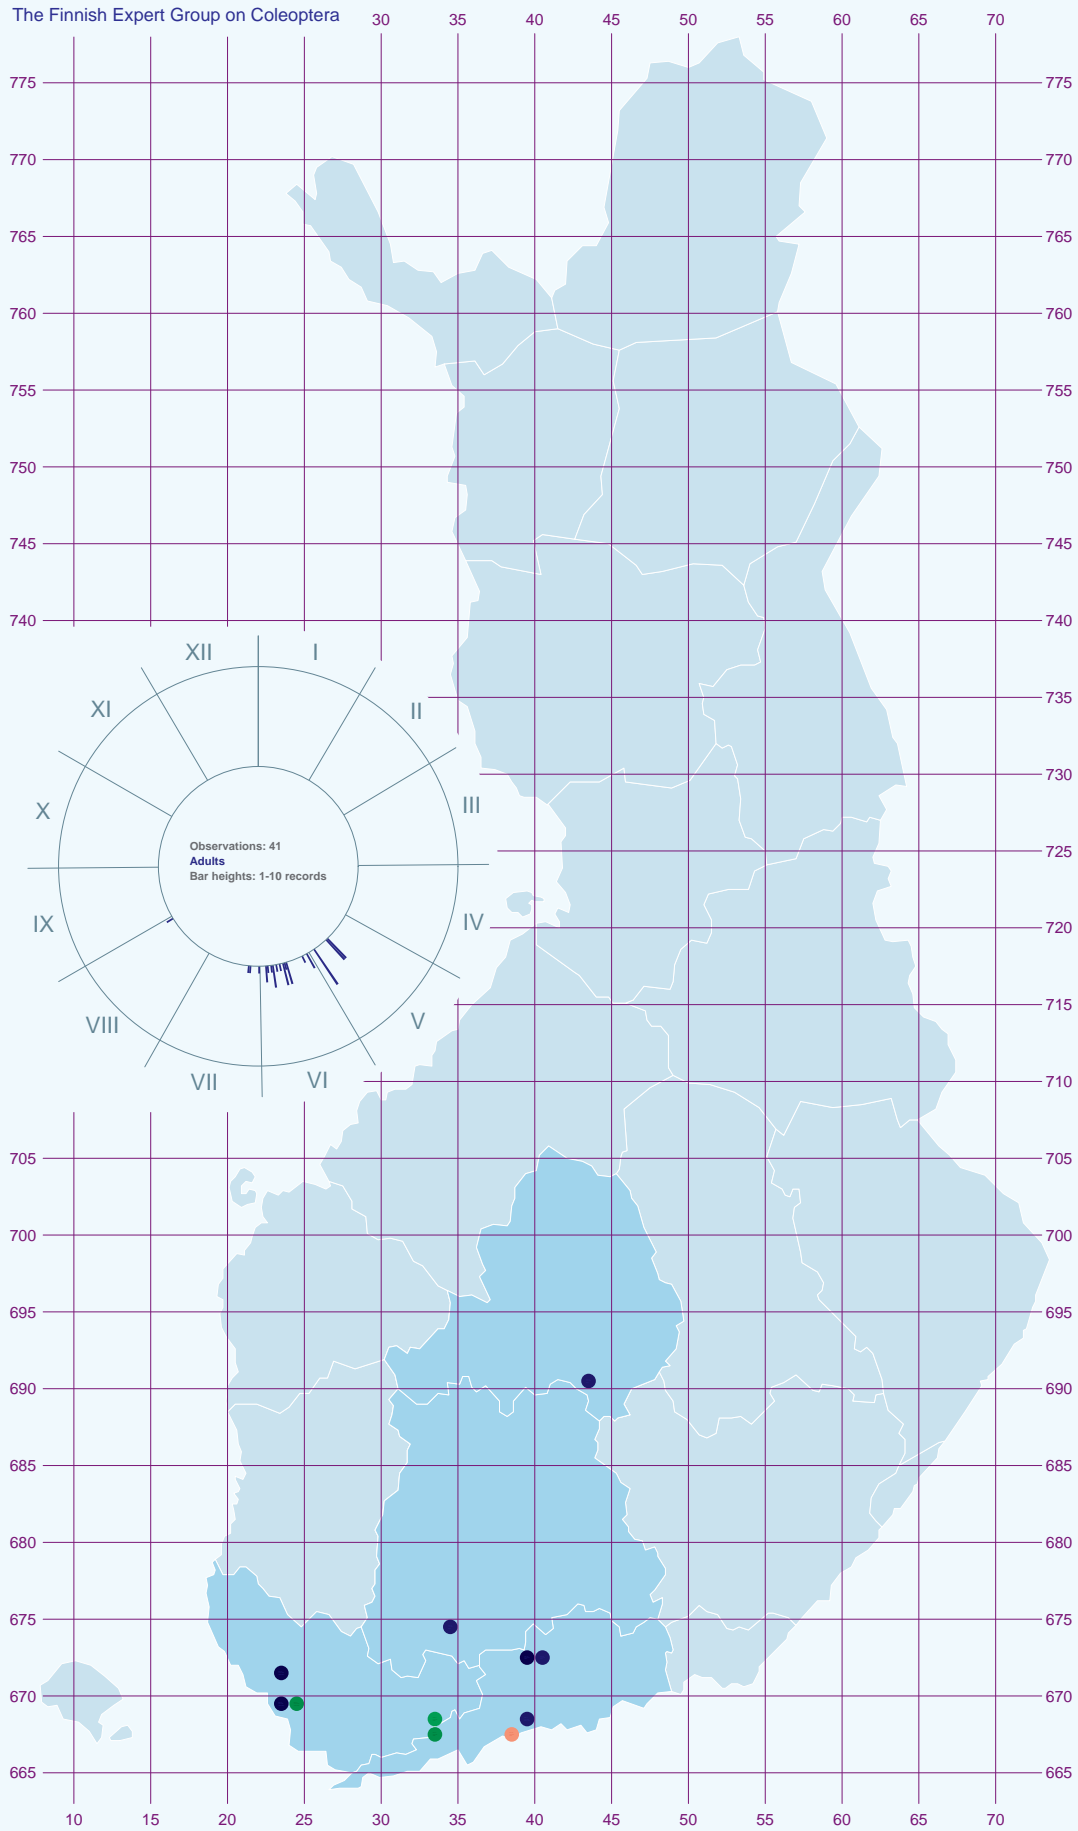 The Finnish Expert Group on Coleoptera
30 40 50 60 70
35 45 55 65
775 775
770 770
765 765
760 760
755 755
750 750
745 745
740 740
735
730
725
720
715
710
705 705
700 700
695 695
690 690
685 685
680 680
675 675
670 670
665 665
10 15 20 25 30 35 40 45 50 55 60 65 70
XII I
XI II
X III
IX IV
VIII V
VII VI
Observations: 41
Adults
Bar heights: 1-10 records